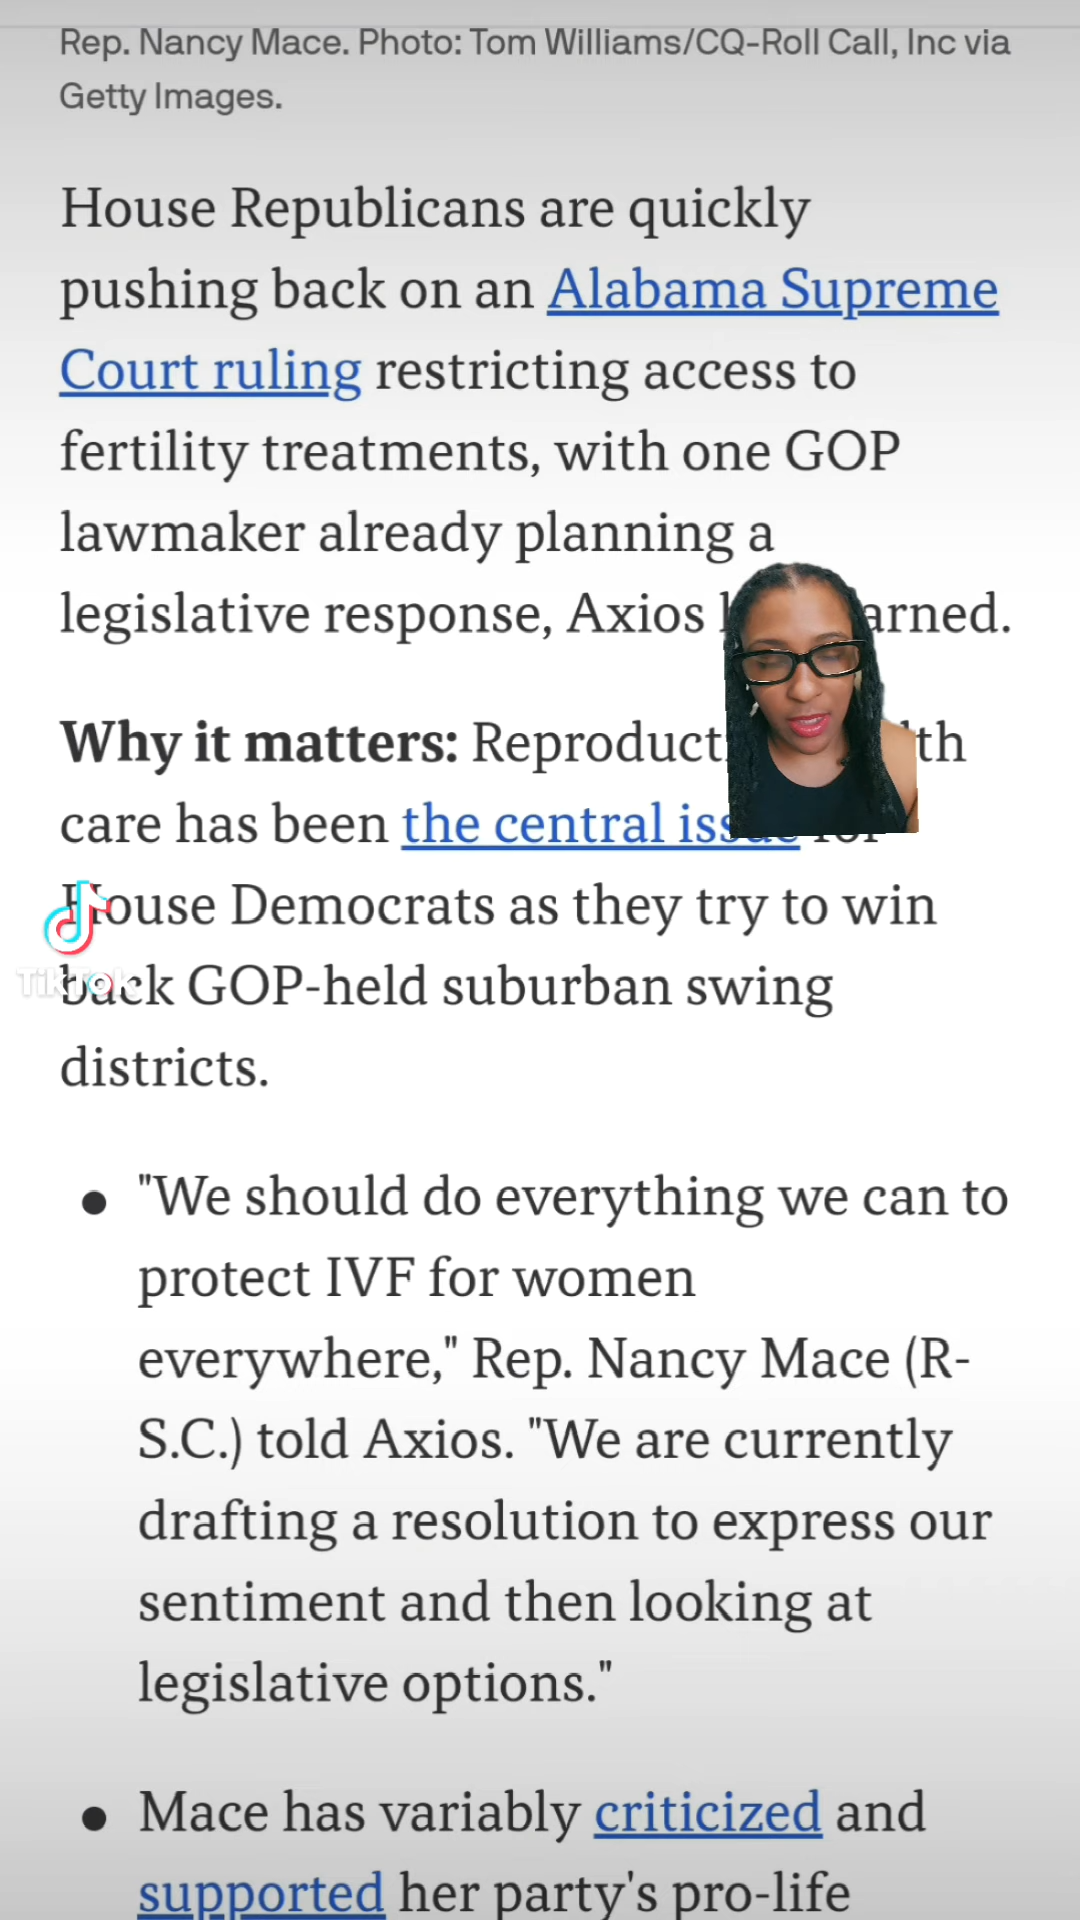 Rep. Nancy Mace. Photo: Tom Williams/CQ-Roll Call, Inc via
Getty Images.
House Republicans are quickly
pushing back on an Alabama Supreme
Court ruling restricting access to
fertility treatments, with one GOP
lawmaker already planning a
legislative response, Axios
Why it matters:
care has been the central
House Democrats as they try to win
back GOP-held suburban swing
districts.
TikTok
• "We should do everything we can to
protect IVF for women
everywhere," Rep. Nancy Mace (R-
S.C.) told Axios. "We are currently
drafting a resolution to express our
sentiment and then looking at
legislative options."
• Mace has variably criticized and
supported her party's pro-life